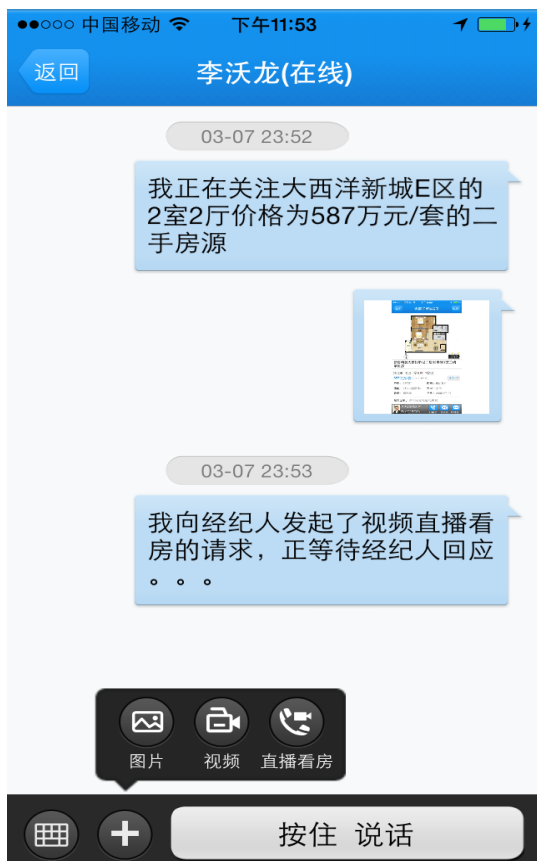 中国移动 下午11:53
返回 李沃龙(在线)
03-07 23:52
我正在关注大西洋新城E区的
2室2厅价格为587万元/套的二
手房源
03-07 23:53
我向经纪人发起了视频直播看
房的请求，正等待经纪人回应
。。。
图片 视频 直播看房
按住 说话